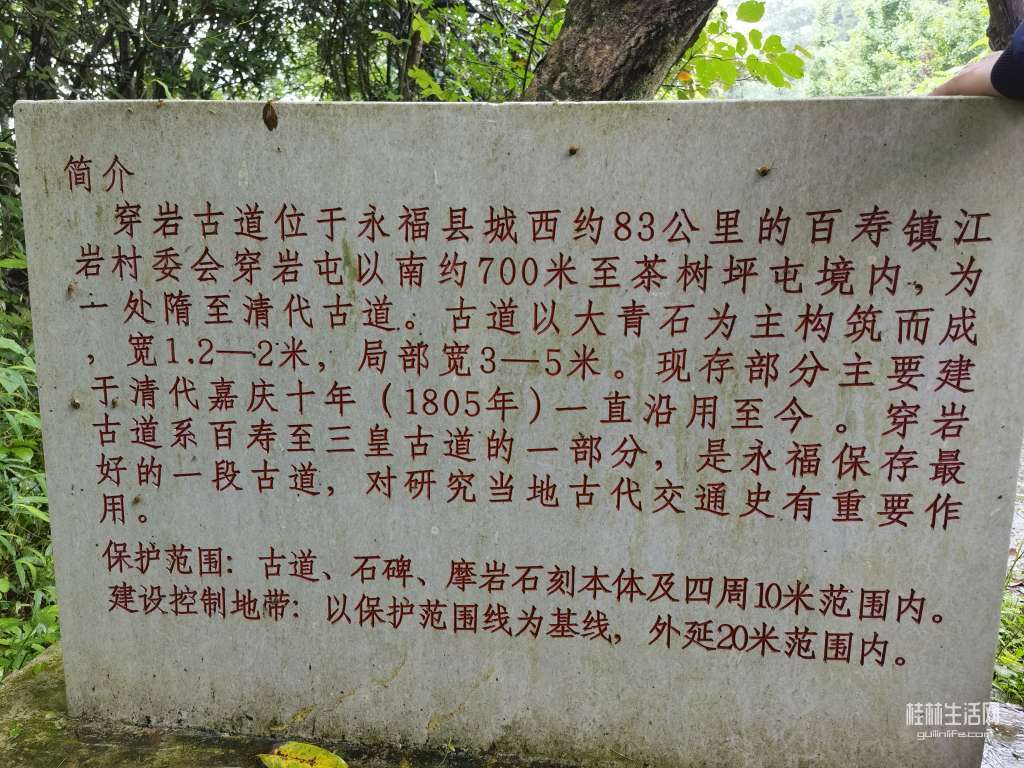 简介
穿岩古道位于永福县城西约83公里的百寿镇江
岩村委会穿岩屯以南约700米至茶树坪屯境内,为
一处隋至清代古道。古道以大青石为主构筑而成
，宽1.2—2米，局部宽3—5米。现存部分主要建
于清代嘉庆十年（1805年）一直沿用至今。穿岩
古道系百寿至三皇古道的一部分，是永福保存最
好的一段古道，对研究当地古代交通史有重要作
用。
保护范围：古道、石碑、摩岩石刻本体及四周10米范围内。
建设控制地带：以保护范围线为基线，外延20米范围内。
桂林生活网
guilinlife.com